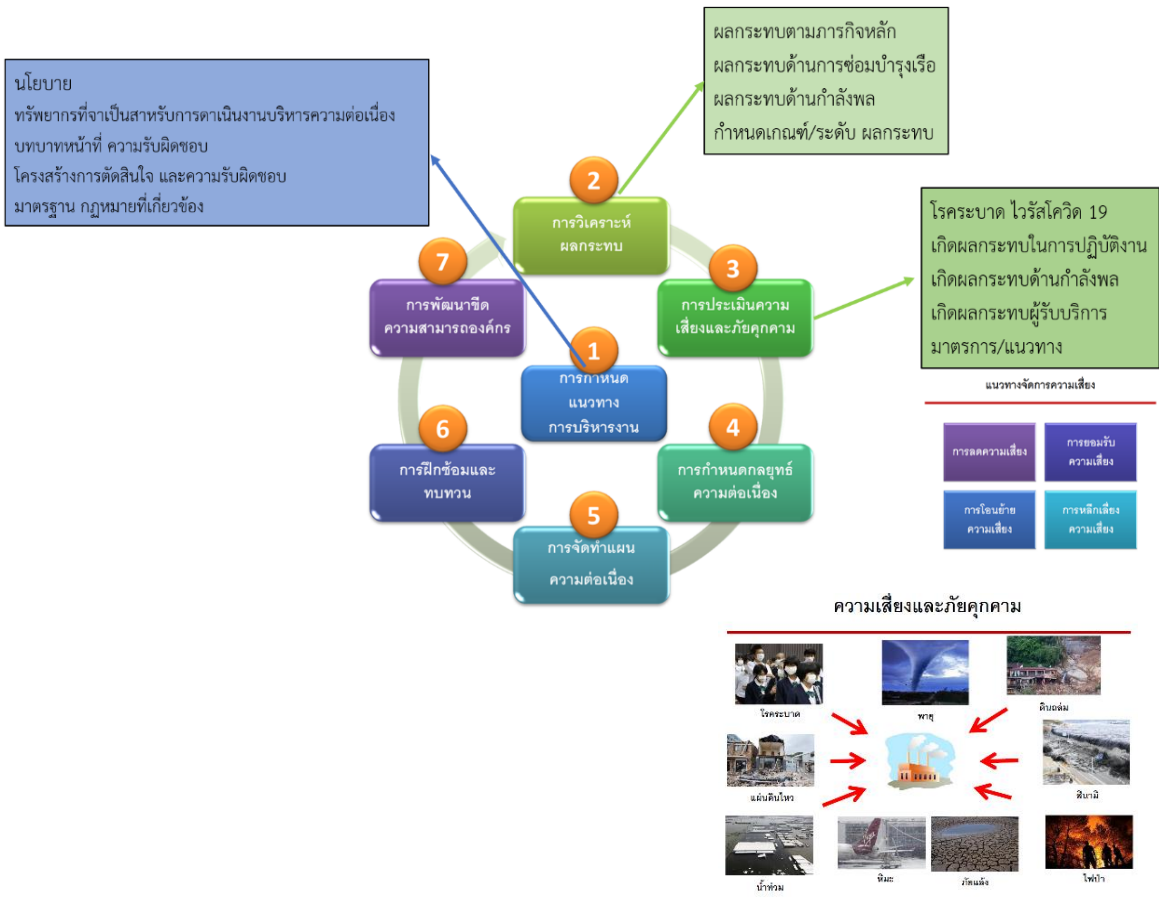 นโยบาย
ทรัพยากรที่จาเป็นสาหรับการดาเนินงานบริหารความต่อเนื่อง
บทบาทหน้าที่ ความรับผิดชอบ
โครงสร้างการตัดสินใจ และความรับผิดชอบ
มาตรฐาน กฎหมายที่เกี่ยวข้อง
ผลกระทบตามภารกิจหลัก
ผลกระทบด้านการซ่อมบำรุงเรือ
ผลกระทบด้านกำลังพล
กำหนดเกณฑ์/ระดับ ผลกระทบ
โรคระบาด ไวรัสโควิด 19
เกิดผลกระทบในการปฏิบัติงาน
เกิดผลกระทบด้านกำลังพล
เกิดผลกระทบผู้รับบริการ
มาตรการ/แนวทาง
1
การกำหนด
แนวทาง
การบริหารงาน
2
การวิเคราะห์
ผลกระทบ
3
การประเมินความ
เสี่ยงและภัยคุกคาม
4
การกำหนดกลยุทธ์
ความต่อเนื่อง
5
การจัดทำแผน
ความต่อเนื่อง
6
การฝึกซ้อมและ
ทบทวน
7
การพัฒนาขีด
ความสามารถองค์กร
แนวทางจัดการความเสี่ยง
การลดความเสี่ยง
การยอมรับ
ความเสี่ยง
การโอนย้าย
ความเสี่ยง
การหลีกเลี่ยง
ความเสี่ยง
ความเสี่ยงและภัยคุกคาม
โรคระบาด
พายุ
ดินถล่ม
แผ่นดินไหว
สึนามิ
น้ำท่วม
หิมะ
ภัยแล้ง
ไฟป่า